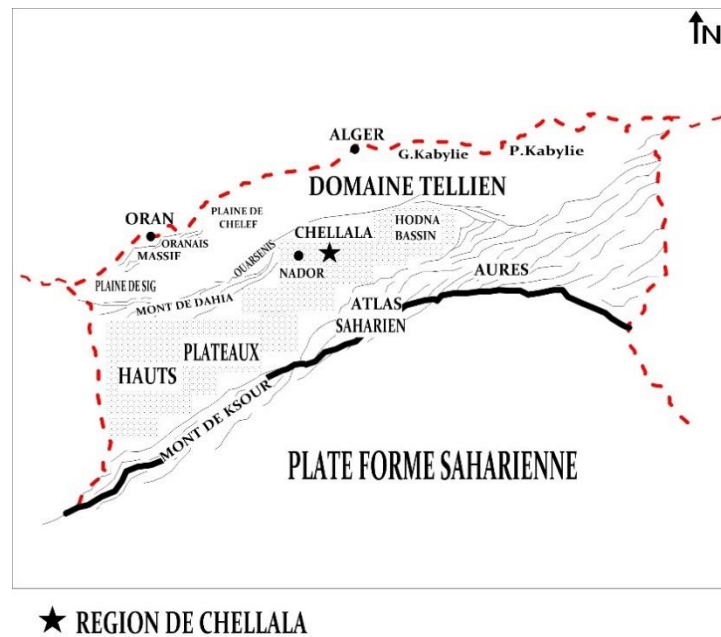 N
ALGER
G.Kabylie
P.Kabylie
DOMAINE TELLIEN
ORAN
PLAINE DE
CHELEF
ORANAIS
MASSIF
CHELLALA
HODNA
BASSIN
OUARSENIS
NADOR
PLAINE DE SIG
MONT DE DAHIA
AURES
ATLAS
SAHARIEN
PLATEAUX
HAUTS
MONT DE KSOUR
PLATE FORME SAHARIENNE
REGION DE CHELLALA